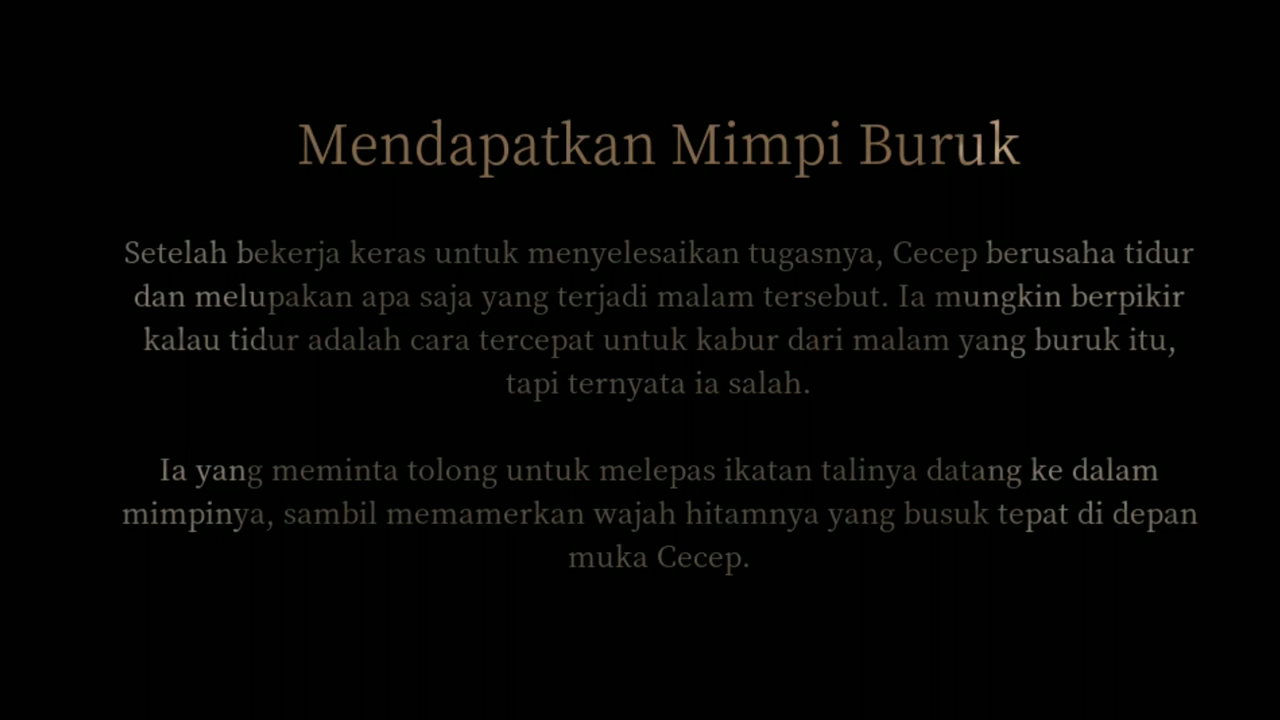 Mendapatkan Mimpi Buruk
Setelah bekerja keras untuk menyelesaikan tugasnya, Cecep berusaha tidur
dan melupakan apa saja yang terjadi malam tersebut. Ia mungkin berpikir
kalau tidur adalah cara tercepat untuk kabur dari malam yang buruk itu,
tapi ternyata ia salah.
Ia yang meminta tolong untuk melepas ikatan talinya datang ke dalam
mimpinya, sambil memamerkan wajah hitamnya yang busuk tepat di depan
muka Cecep.